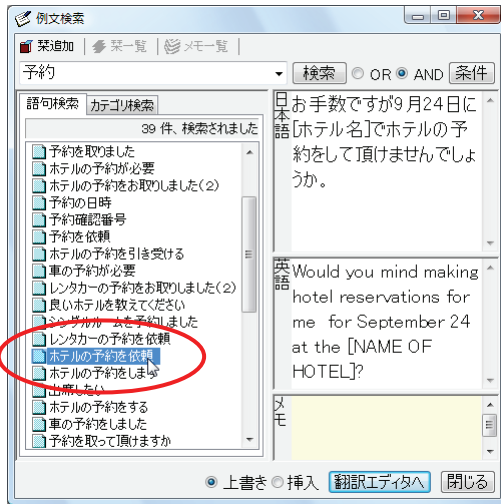 例文検索
栞追加 栞一覧 メモ一覧
予約 検索 OR AND 条件
語句検索 カテゴリ検索
39 件、検索されました
予約を取りました
ホテルの予約が必要
ホテルの予約をお取りしました(2)
予約の日時
予約確認番号
予約を依頼
ホテルの予約を引き受ける
車の予約が必要
レンタカーの予約をお取りしました(2)
良いホテルを教えてください
シングルルームを予約しました
レンタカーの予約を依頼
ホテルの予約を依頼
ホテルの予約をしま
出席したい
ホテルの予約をする
車の予約をしました
予約を取って頂けますか
日本語
お手数ですが9月24日に
[ホテル名]でホテルの予
約をして頂けませんでしょ
うか。
英語
Would you mind making
hotel reservations for
me for September 24
at the [NAME OF
HOTEL]?
メモ
上書き 挿入 翻訳エディタへ 閉じる